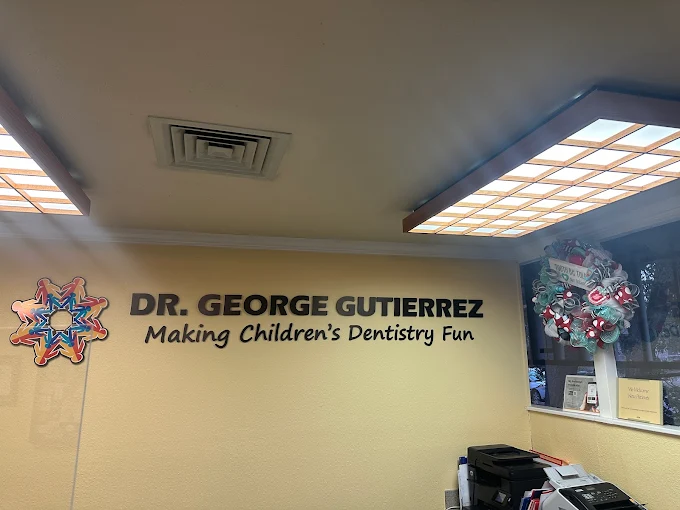 DR. GEORGE GUTIERREZ
Making Children's Dentistry Fun